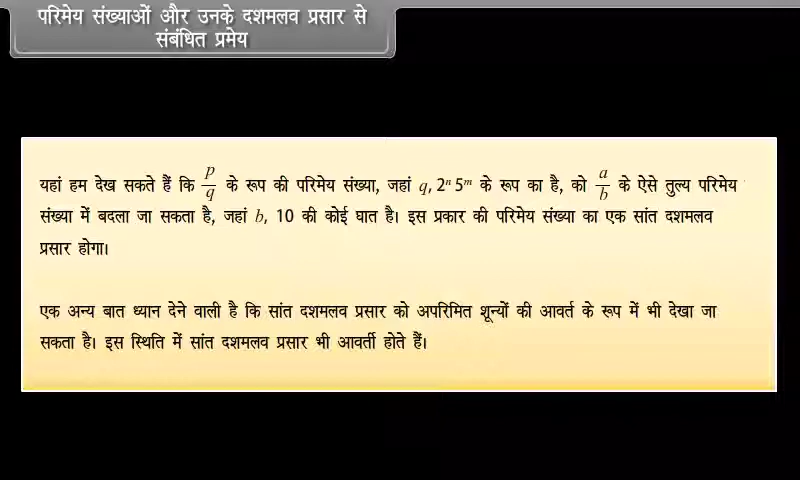 परिमेय संख्याओं और उनके दशमलव प्रसार से
संबंधित प्रमेय
यहां हम देख सकते हैं कि p/q के रूप की परिमेय संख्या, जहां q, 2ⁿ 5ᵐ के रूप का है, को a/b के ऐसे तुल्य परिमेय
संख्या में बदला जा सकता है, जहां b, 10 की कोई घात है। इस प्रकार की परिमेय संख्या का एक सांत दशमलव
प्रसार होगा।
एक अन्य बात ध्यान देने वाली है कि सांत दशमलव प्रसार को अपरिमित शून्यों की आवर्त के रूप में भी देखा जा
सकता है। इस स्थिति में सांत दशमलव प्रसार भी आवर्ती होते हैं।